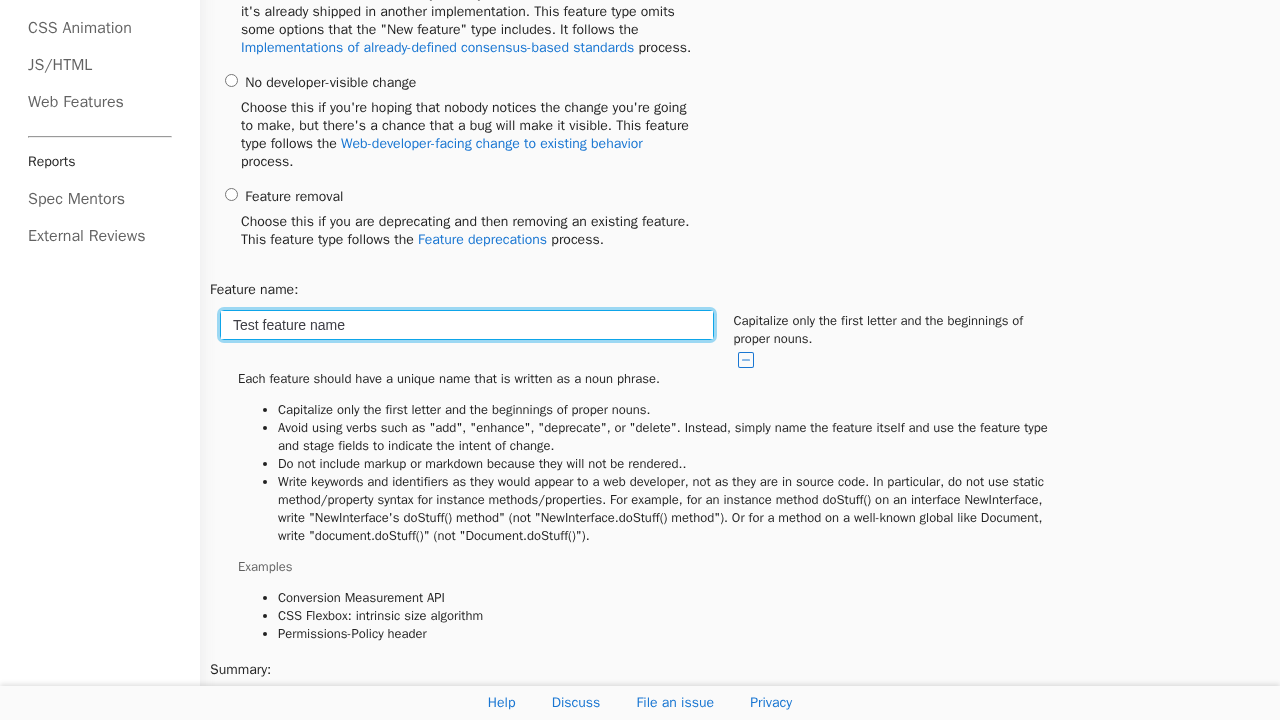 CSS Animation
JS/HTML
Web Features
Reports
Spec Mentors
External Reviews
it's already shipped in another implementation. This feature type omits
some options that the "New feature" type includes. It follows the
Implementations of already-defined consensus-based standards process.
No developer-visible change
Choose this if you're hoping that nobody notices the change you're going
to make, but there's a chance that a bug will make it visible. This feature
type follows the Web-developer-facing change to existing behavior
process.
Feature removal
Choose this if you are deprecating and then removing an existing feature.
This feature type follows the Feature deprecations process.
Feature name:
Test feature name
Capitalize only the first letter and the beginnings of
proper nouns.
Each feature should have a unique name that is written as a noun phrase.
• Capitalize only the first letter and the beginnings of proper nouns.
• Avoid using verbs such as "add", "enhance", "deprecate", or "delete". Instead, simply name the feature itself and use the feature type
and stage fields to indicate the intent of change.
• Do not include markup or markdown because they will not be rendered..
• Write keywords and identifiers as they would appear to a web developer, not as they are in source code. In particular, do not use static
method/property syntax for instance methods/properties. For example, for an instance method doStuff() on an interface NewInterface,
write "NewInterface's doStuff() method" (not "NewInterface.doStuff() method"). Or for a method on a well-known global like Document,
write "document.doStuff()" (not "Document.doStuff()").
Examples
• Conversion Measurement API
• CSS Flexbox: intrinsic size algorithm
• Permissions-Policy header
Summary:
Help Discuss File an issue Privacy